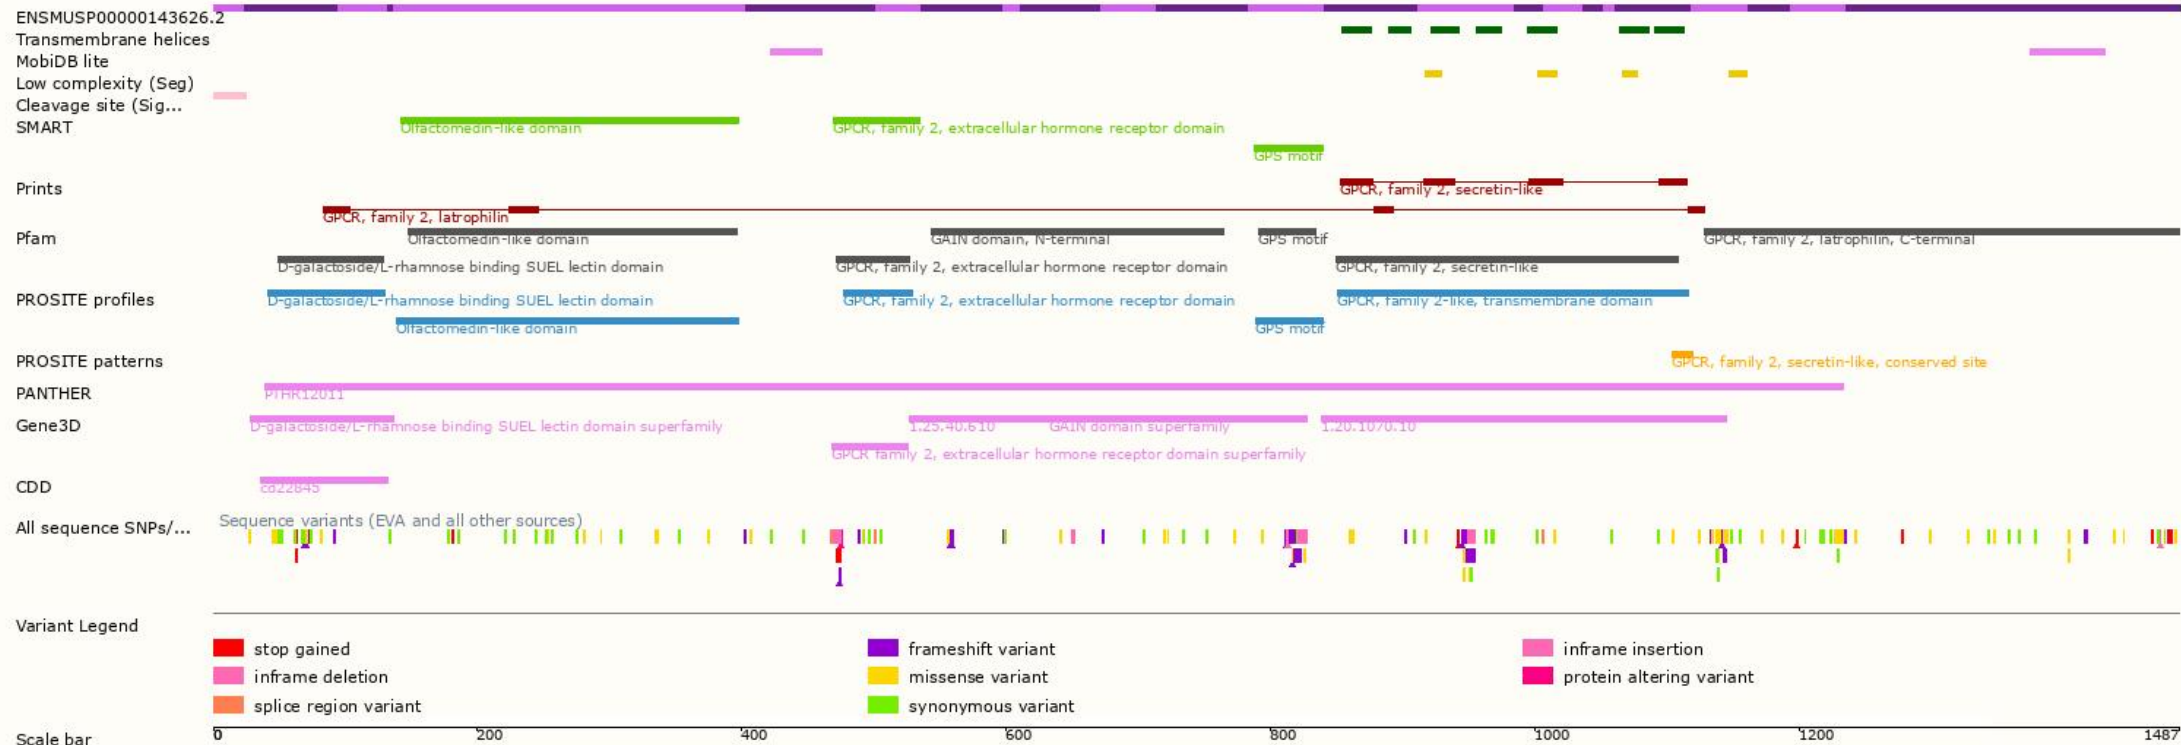 ENSMUSP00000143626.2
Transmembrane helices
MobiDB lite
Low complexity (Seg)
Cleavage site (Sig...
SMART
Olfactomedin-like domain
GPCR, family 2, extracellular hormone receptor domain
GPS motif
Prints
GPCR, family 2, secretin-like
GPCR, family 2, latrophilin
Pfam
Olfactomedin-like domain
GAIN domain, N-terminal
GPS motif
GPCR, family 2, latrophilin, C-terminal
D-galactoside/L-rhamnose binding SUEL lectin domain
GPCR, family 2, extracellular hormone receptor domain
GPCR, family 2, secretin-like
PROSITE profiles
D-galactoside/L-rhamnose binding SUEL lectin domain
GPCR, family 2, extracellular hormone receptor domain
GPCR, family 2-like, transmembrane domain
Olfactomedin-like domain
GPS motif
PROSITE patterns
GPCR, family 2, secretin-like, conserved site
PANTHER
PTHR12011
Gene3D
D-galactoside/L-rhamnose binding SUEL lectin domain superfamily
1.25.40.610
GAIN domain superfamily
1.20.1070.10
GPCR family 2, extracellular hormone receptor domain superfamily
CDD
cd22845
All sequence SNPs/...
Sequence variants (EVA and all other sources)
Variant Legend
stop gained
frameshift variant
inframe insertion
inframe deletion
missense variant
protein altering variant
splice region variant
synonymous variant
Scale bar
0 200 400 600 800 1000 1200 1487